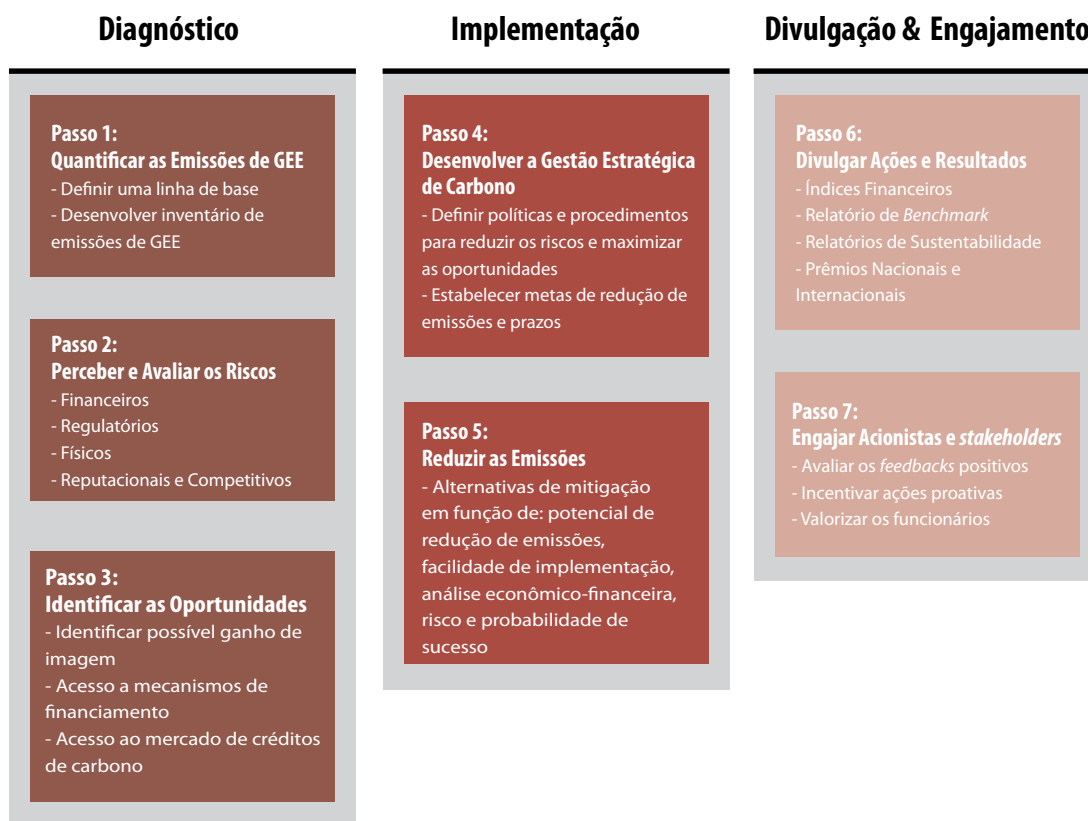 Diagnóstico
Passo 1:
Quantificar as Emissões de GEE
- Definir uma linha de base
- Desenvolver inventário de
emissões de GEE
Passo 2:
Perceber e Avaliar os Riscos
- Financeiros
- Regulatórios
- Físicos
- Reputacionais e Competitivos
Passo 3:
Identificar as Oportunidades
- Identificar possível ganho de
imagem
- Acesso a mecanismos de
financiamento
- Acesso ao mercado de créditos
de carbono
Implementação
Passo 4:
Desenvolver a Gestão Estratégica
de Carbono
- Definir políticas e procedimentos
para reduzir os riscos e maximizar
as oportunidades
- Estabelecer metas de redução de
emissões e prazos
Passo 5:
Reduzir as Emissões
- Alternativas de mitigação
em função de: potencial de
redução de emissões,
facilidade de implementação,
análise econômico-financeira,
risco e probabilidade de
sucesso
Divulgação & Engajamento
Passo 6:
Divulgar Ações e Resultados
- Índices Financeiros
- Relatório de Benchmark
- Relatórios de Sustentabilidade
- Prêmios Nacionais e
Internacionais
Passo 7:
Engajar Acionistas e stakeholders
- Avaliar os feedbacks positivos
- Incentivar ações proativas
- Valorizar os funcionários